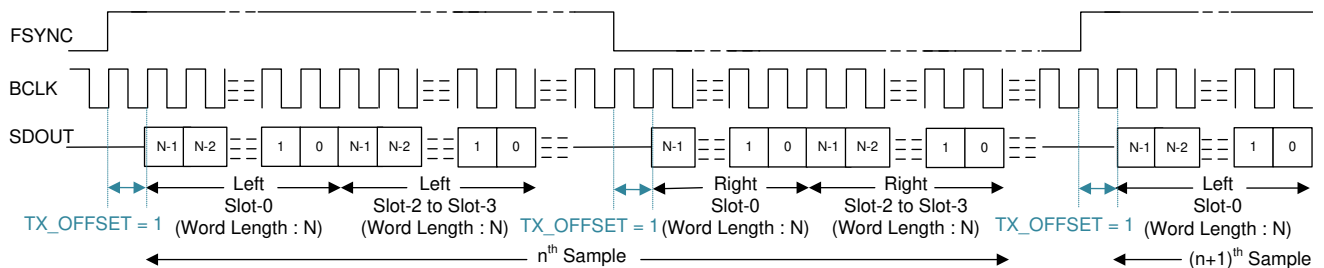 FSYNC
BCLK
SDOUT
N-1 N-2 1 0 N-1 N-2 1 0 N-1 1 0 N-1 N-2 1 0 N-1 N-2 1 0
TX_OFFSET = 1
Left
Slot-0
(Word Length : N)
Left
Slot-2 to Slot-3
(Word Length : N)
TX_OFFSET = 1
Right
Slot-0
(Word Length : N)
Right
Slot-2 to Slot-3
(Word Length : N)
TX_OFFSET = 1
Left
Slot-0
(Word Length : N)
nth Sample
(n+1)th Sample